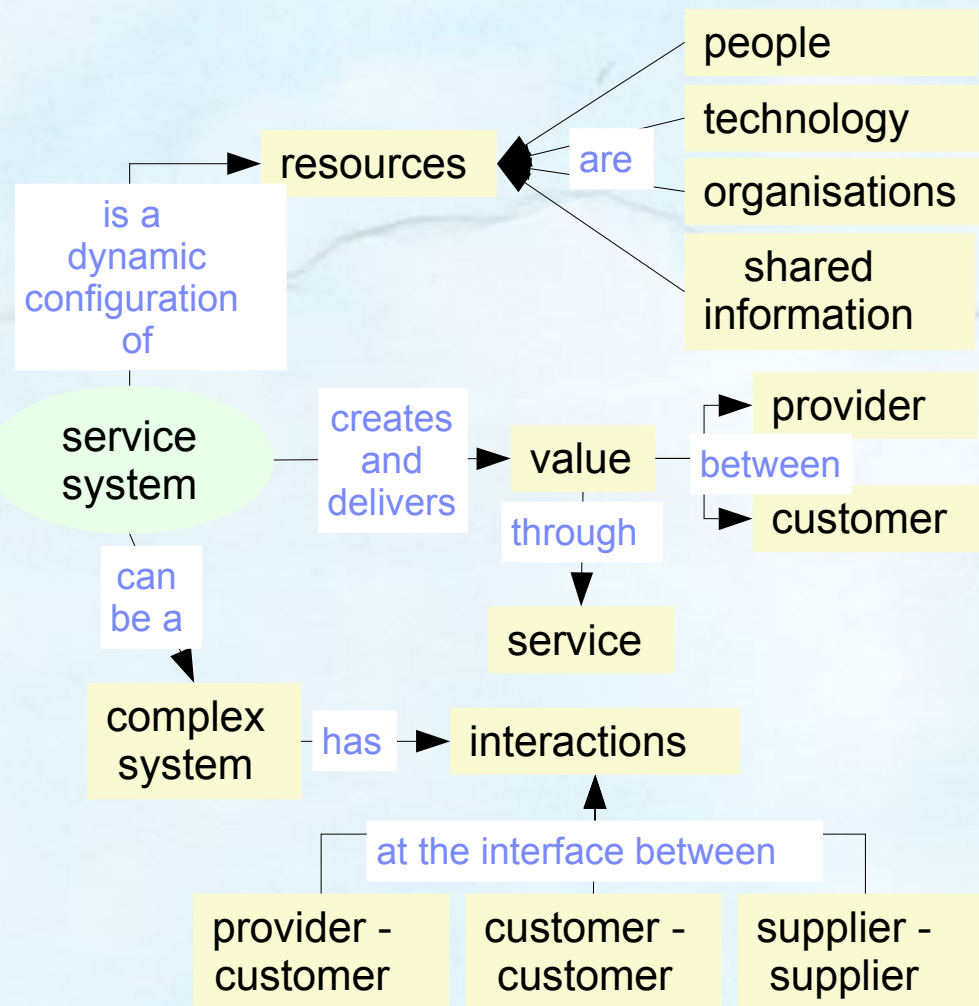 people
technology
resources
are
organisations
is a
dynamic
configuration
of
shared
information
service
system
creates
and
delivers
value
between
provider
customer
through
service
can
be a
complex
system
has
interactions
at the interface between
provider -
customer
customer -
customer
supplier -
supplier